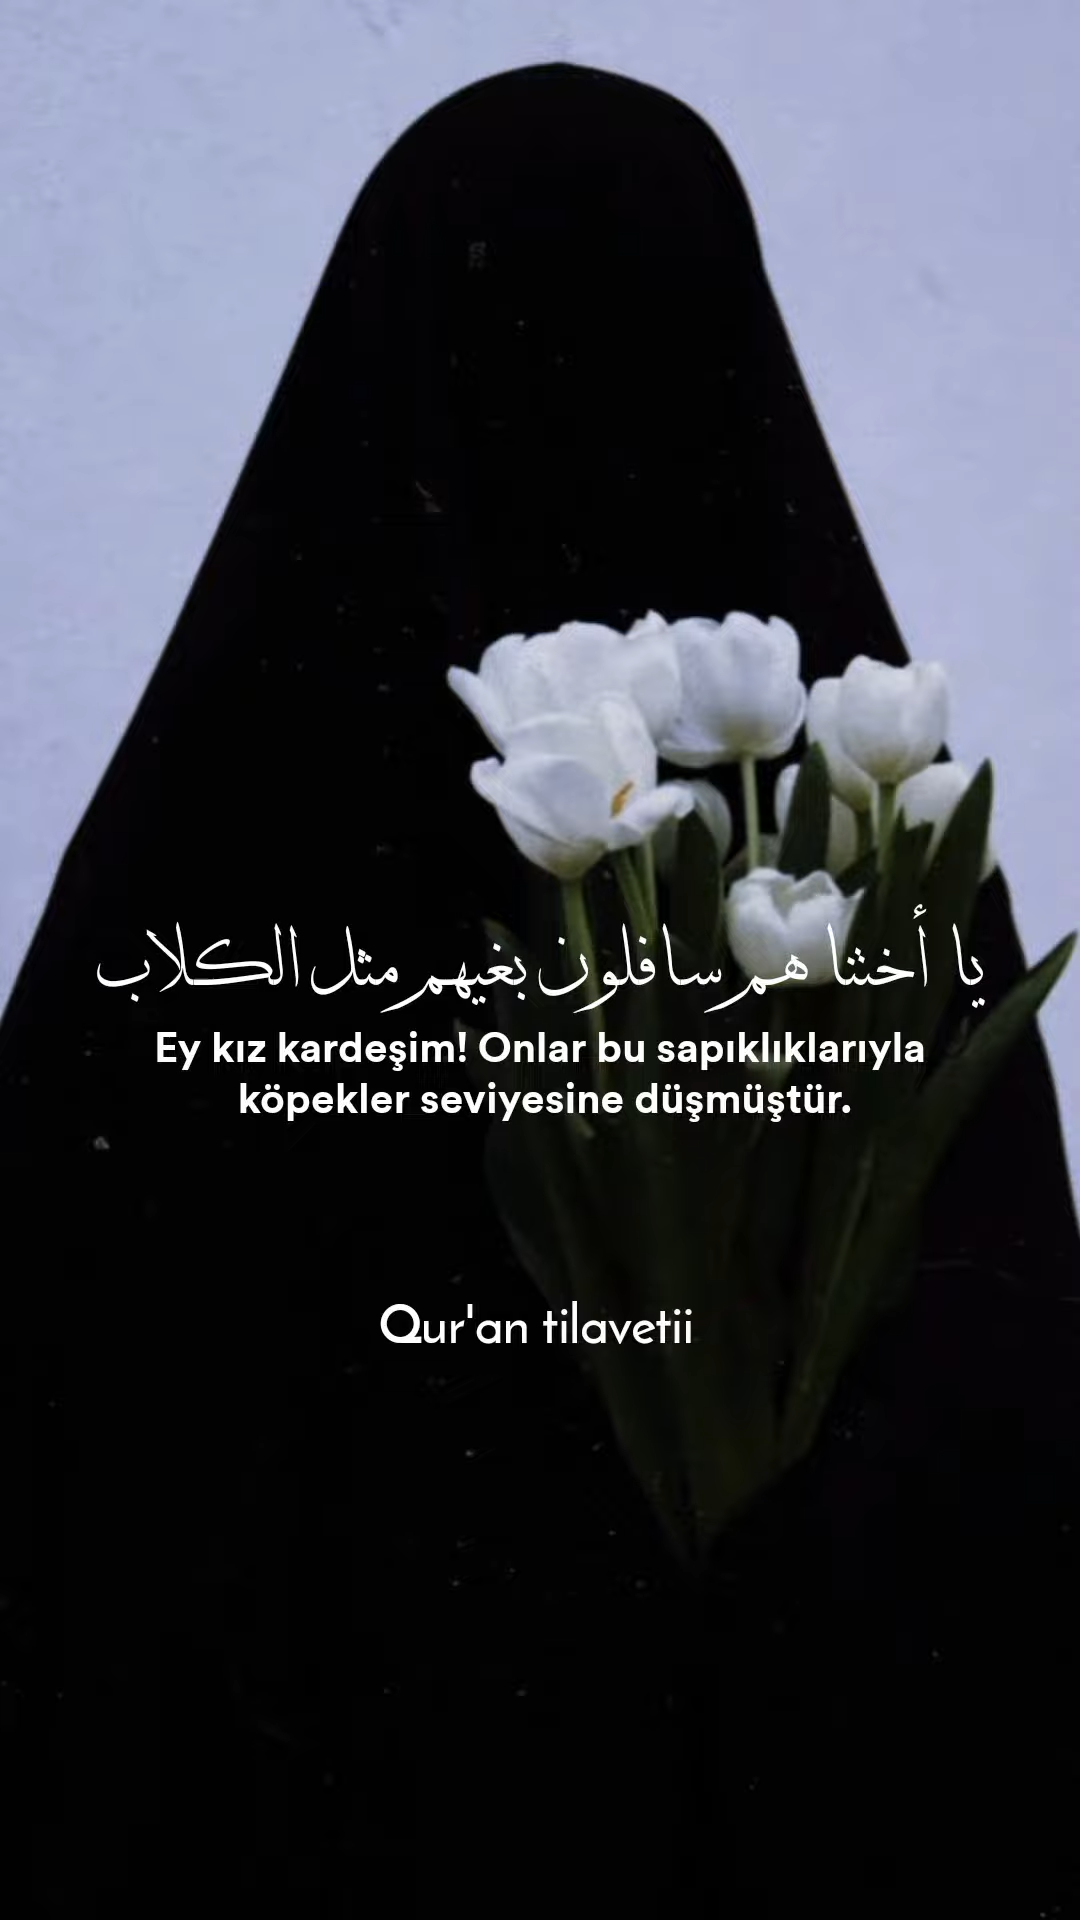 يا أختنا هم سافلون بغيهم مثل الكلاب
Ey kız kardeşim! Onlar bu sapıklıklarıyla
köpekler seviyesine düşmüştür.
Qur'an tilavetii